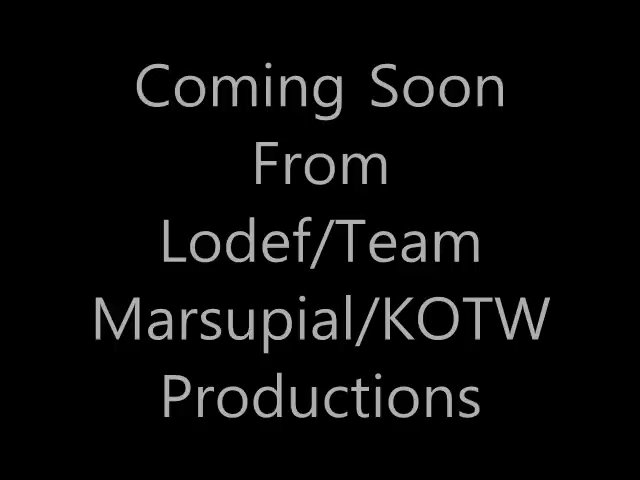 Coming Soon
From
Lodef/Team
Marsupial/KOTW
Productions